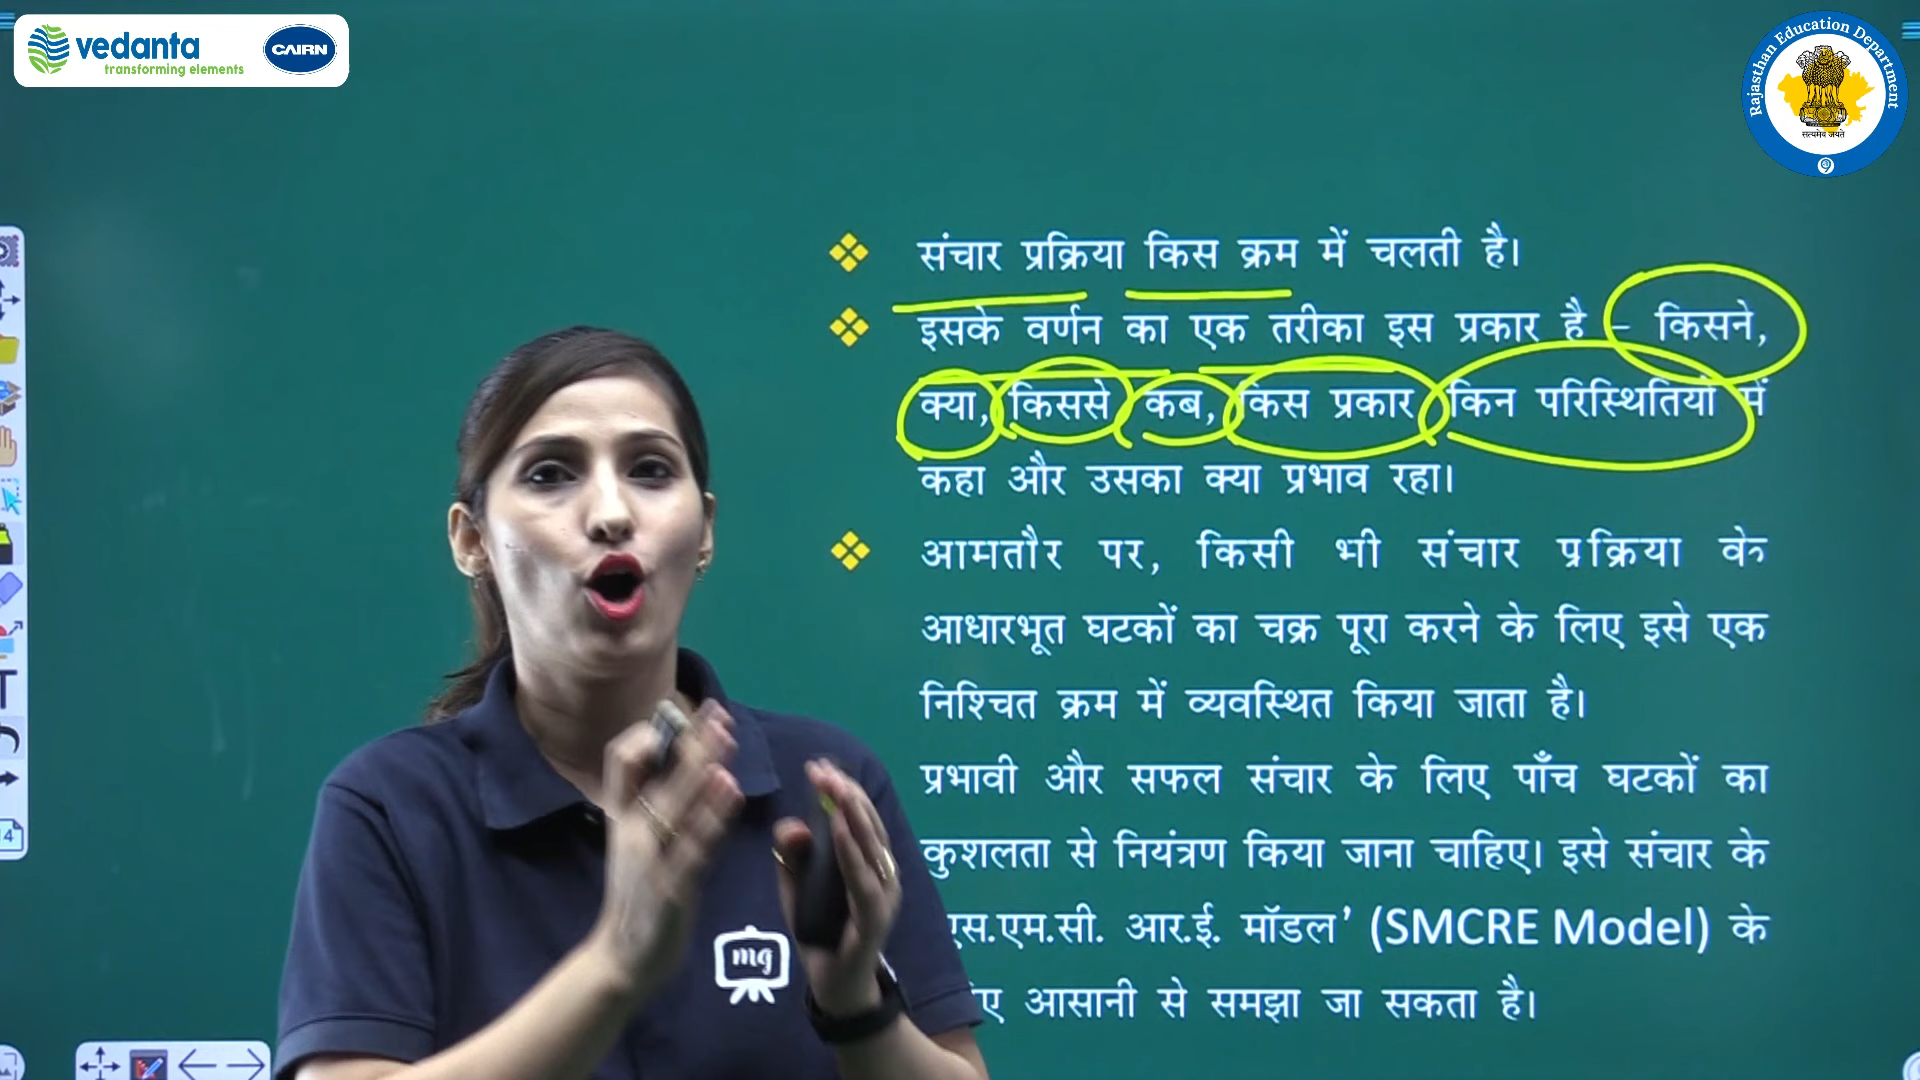 vedanta
transforming elements
CAIRN
Rajasthan Education Department
सत्यमेव जयते
संचार प्रक्रिया किस क्रम में चलती है।
इसके वर्णन का एक तरीका इस प्रकार है – किसने,
क्या, किससे कब, किस प्रकार किन परिस्थितियों में
कहा और उसका क्या प्रभाव रहा।
आमतौर पर, किसी भी संचार प्रक्रिया के
आधारभूत घटकों का चक्र पूरा करने के लिए इसे एक
निश्चित क्रम में व्यवस्थित किया जाता है।
प्रभावी और सफल संचार के लिए पाँच घटकों का
कुशलता से नियंत्रण किया जाना चाहिए। इसे संचार के
एस.एम.सी. आर.ई. मॉडल’ (SMCRE Model) के
आसानी से समझा जा सकता है।
mg